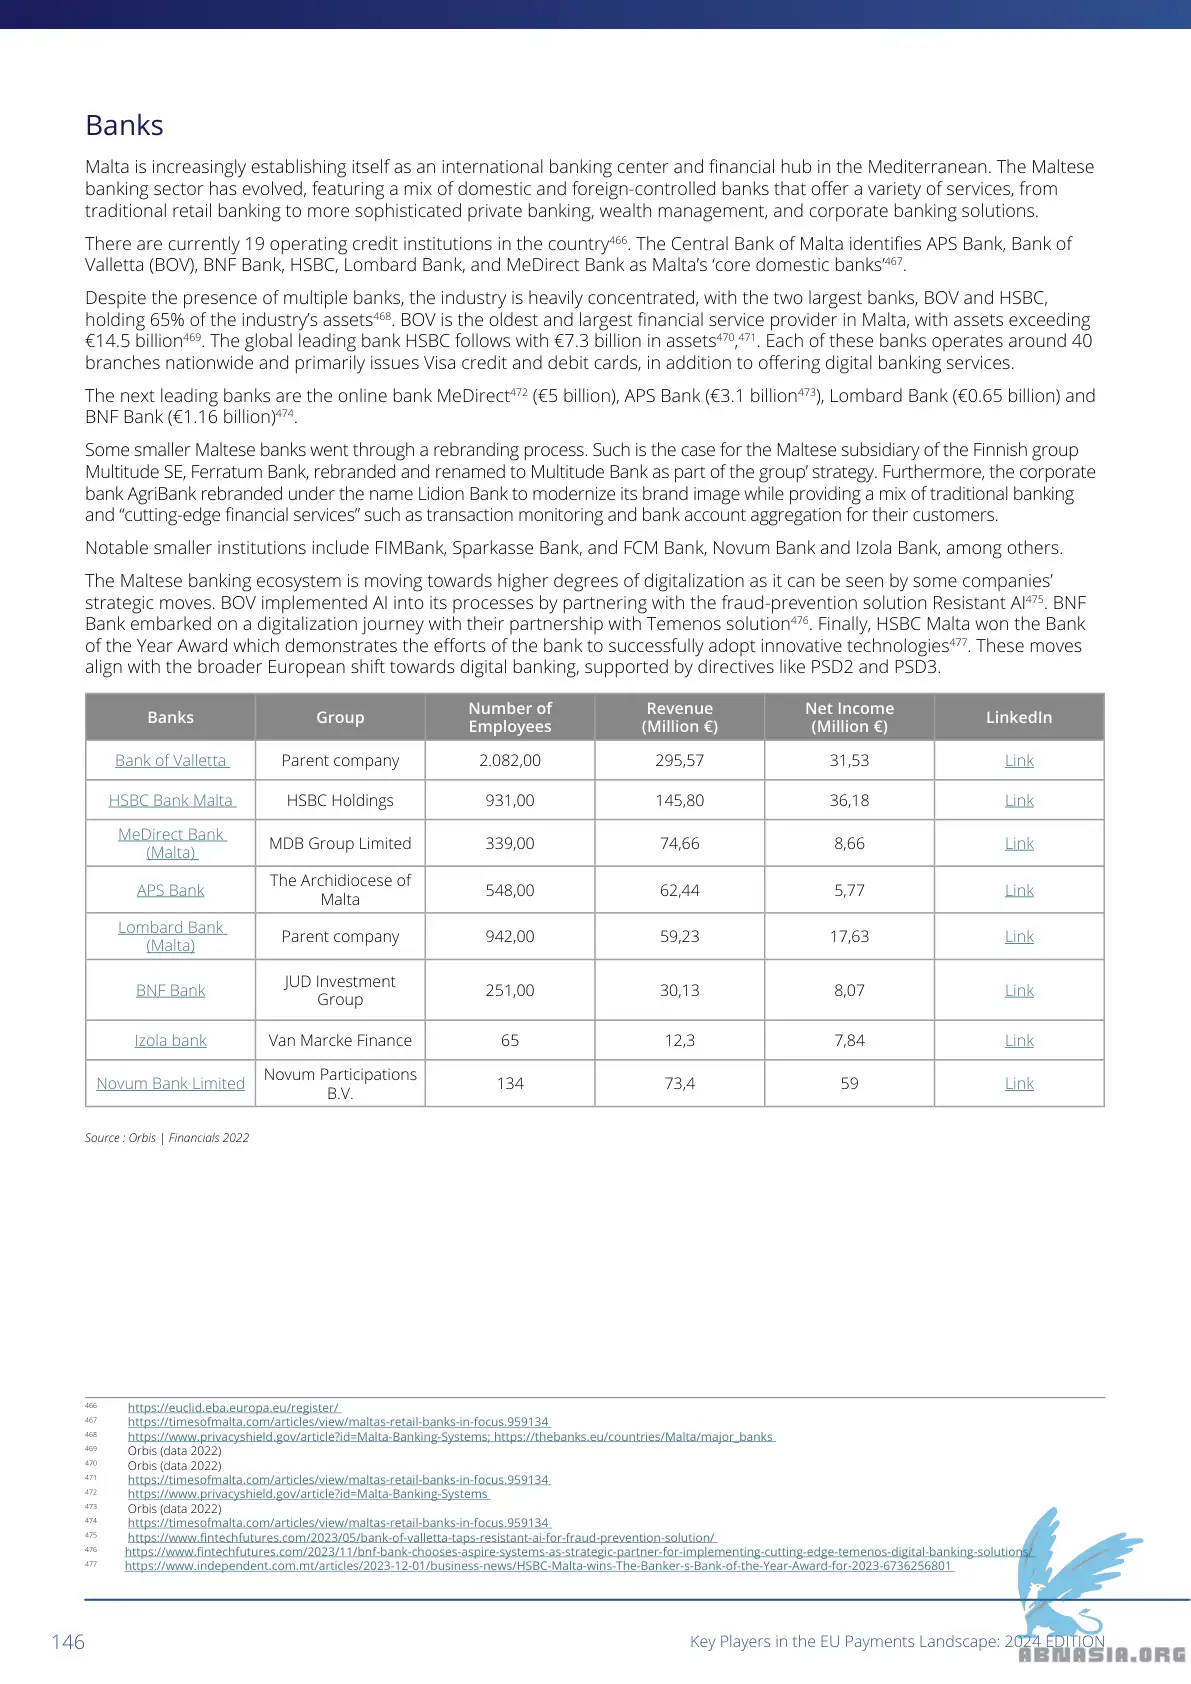 Banks
Malta is increasingly establishing itself as an international banking center and financial hub in the Mediterranean. The Maltese
banking sector has evolved, featuring a mix of domestic and foreign-controlled banks that offer a variety of services, from
traditional retail banking to more sophisticated private banking, wealth management, and corporate banking solutions.
There are currently 19 operating credit institutions in the country466. The Central Bank of Malta identifies APS Bank, Bank of
Valletta (BOV), BNF Bank, HSBC, Lombard Bank, and MeDirect Bank as Malta's 'core domestic banks'467.
Despite the presence of multiple banks, the industry is heavily concentrated, with the two largest banks, BOV and HSBC,
holding 65% of the industry's assets468. BOV is the oldest and largest financial service provider in Malta, with assets exceeding
€14.5 billion469. The global leading bank HSBC follows with €7.3 billion in assets470,471. Each of these banks operates around 40
branches nationwide and primarily issues Visa credit and debit cards, in addition to offering digital banking services.
The next leading banks are the online bank MeDirect472 (€5 billion), APS Bank (€3.1 billion473), Lombard Bank (€0.65 billion) and
BNF Bank (€1.16 billion)474.
Some smaller Maltese banks went through a rebranding process. Such is the case for the Maltese subsidiary of the Finnish group
Multitude SE, Ferratum Bank, rebranded and renamed to Multitude Bank as part of the group' strategy. Furthermore, the corporate
bank AgriBank rebranded under the name Lidion Bank to modernize its brand image while providing a mix of traditional banking
and "cutting-edge financial services" such as transaction monitoring and bank account aggregation for their customers.
Notable smaller institutions include FIMBank, Sparkasse Bank, and FCM Bank, Novum Bank and Izola Bank, among others.
The Maltese banking ecosystem is moving towards higher degrees of digitalization as it can be seen by some companies'
strategic moves. BOV implemented AI into its processes by partnering with the fraud-prevention solution Resistant AI475. BNF
Bank embarked on a digitalization journey with their partnership with Temenos solution476. Finally, HSBC Malta won the Bank
of the Year Award which demonstrates the efforts of the bank to successfully adopt innovative technologies477. These moves
align with the broader European shift towards digital banking, supported by directives like PSD2 and PSD3.
Banks Group Number of Employees Revenue (Million €) Net Income (Million €) LinkedIn
Bank of Valletta Parent company 2.082,00 295,57 31,53 Link
HSBC Bank Malta HSBC Holdings 931,00 145,80 36,18 Link
MeDirect Bank (Malta) MDB Group Limited 339,00 74,66 8,66 Link
APS Bank The Archidiocese of Malta 548,00 62,44 5,77 Link
Lombard Bank (Malta) Parent company 942,00 59,23 17,63 Link
BNF Bank JUD Investment Group 251,00 30,13 8,07 Link
Izola bank Van Marcke Finance 65 12,3 7,84 Link
Novum Bank Limited Novum Participations B.V. 134 73,4 59 Link
Source : Orbis | Financials 2022
466 https://euclid.eba.europa.eu/register/
467 https://timesofmalta.com/articles/view/maltas-retail-banks-in-focus.959134
468 https://www.privacyshield.gov/article?id=Malta-Banking-Systems; https://thebanks.eu/countries/Malta/major_banks
469 Orbis (data 2022)
470 Orbis (data 2022)
471 https://timesofmalta.com/articles/view/maltas-retail-banks-in-focus.959134
472 https://www.privacyshield.gov/article?id=Malta-Banking-Systems
473 Orbis (data 2022)
474 https://timesofmalta.com/articles/view/maltas-retail-banks-in-focus.959134
475 https://www.fintechfutures.com/2023/05/bank-of-valletta-taps-resistant-ai-for-fraud-prevention-solution/
476 https://www.fintechfutures.com/2023/11/bnf-bank-chooses-aspire-systems-as-strategic-partner-for-implementing-cutting-edge-temenos-digital-banking-solutions/
477 https://www.independent.com.mt/articles/2023-12-01/business-news/HSBC-Malta-wins-The-Banker-s-Bank-of-the-Year-Award-for-2023-6736256801
146
Key Players in the EU Payments Landscape: 2024 EDITION
ABNASIA.ORG